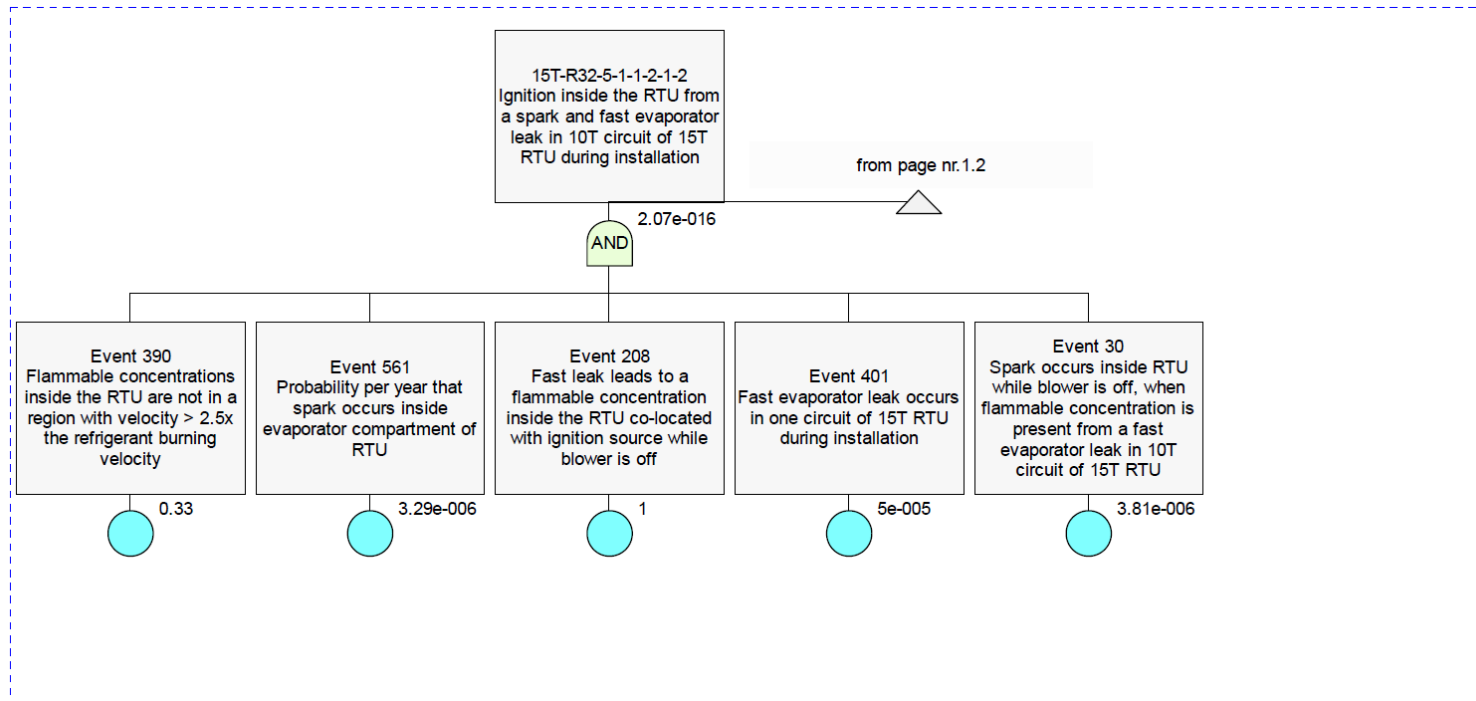 15T-R32-5-1-1-2-1-2
Ignition inside the RTU from
a spark and fast evaporator
leak in 10T circuit of 15T
RTU during installation
from page nr.1.2
2.07e-016
AND
Event 390
Flammable concentrations
inside the RTU are not in a
region with velocity > 2.5x
the refrigerant burning
velocity
0.33
Event 561
Probability per year that
spark occurs inside
evaporator compartment of
RTU
3.29e-006
Event 208
Fast leak leads to a
flammable concentration
inside the RTU co-located
with ignition source while
blower is off
1
Event 401
Fast evaporator leak occurs
in one circuit of 15T RTU
during installation
5e-005
Event 30
Spark occurs inside RTU
while blower is off, when
flammable concentration is
present from a fast
evaporator leak in 10T
circuit of 15T RTU
3.81e-006